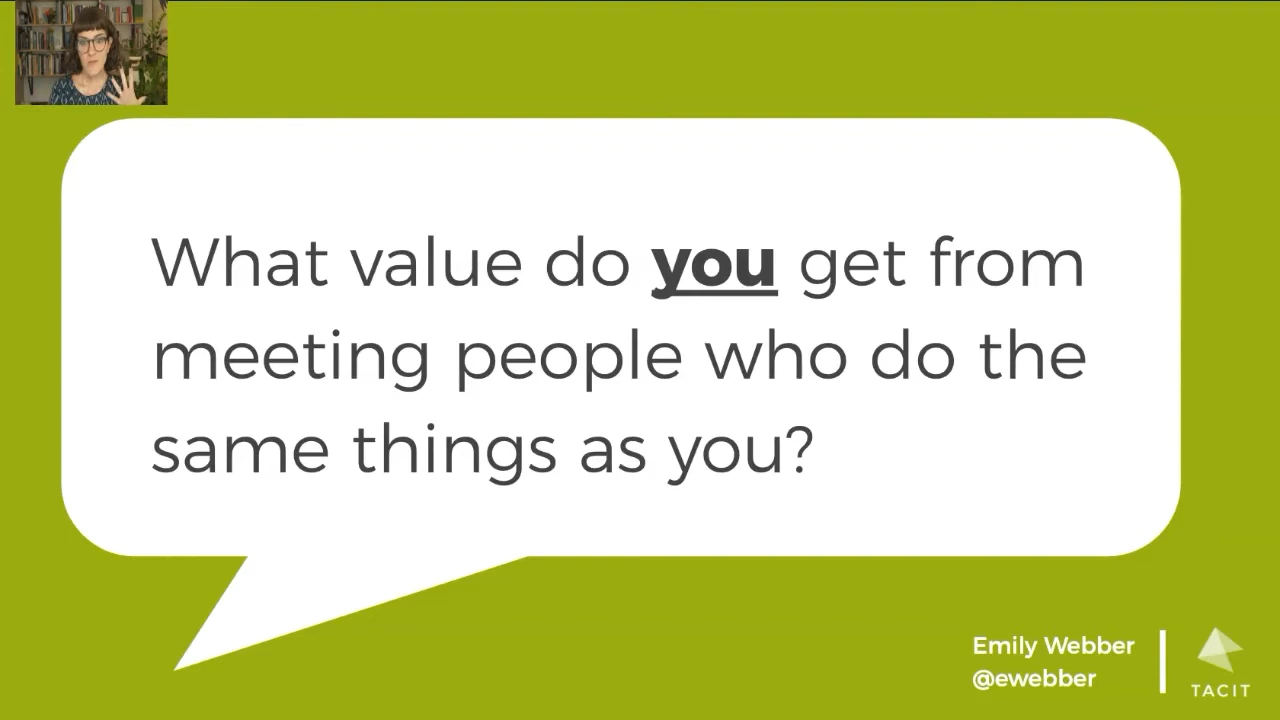 What value do you get from
meeting people who do the
same things as you?
Emily Webber
@ewebber
TACIT